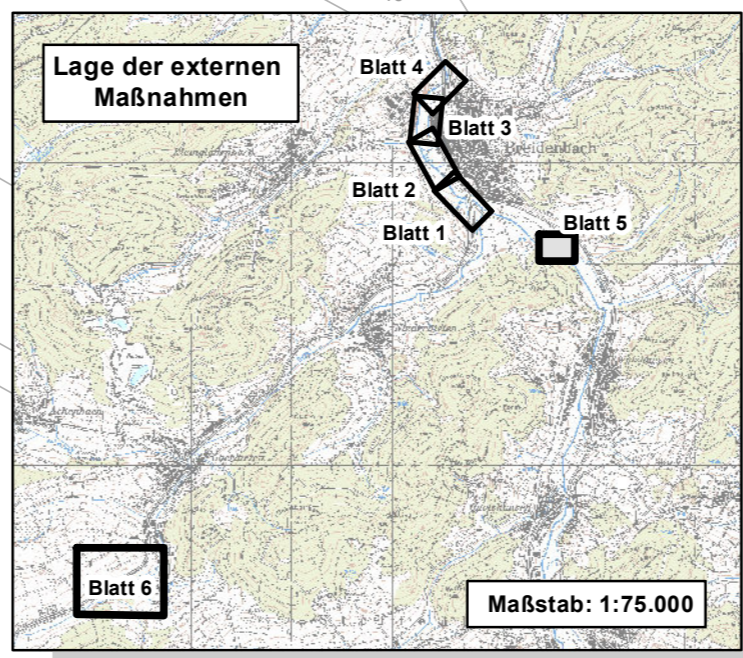 Lage der externen
Maßnahmen
Blatt 4
Blatt 3
Breidenbach
Blatt 2
Blatt 1
Blatt 5
Blatt 6
Maßstab: 1:75.000